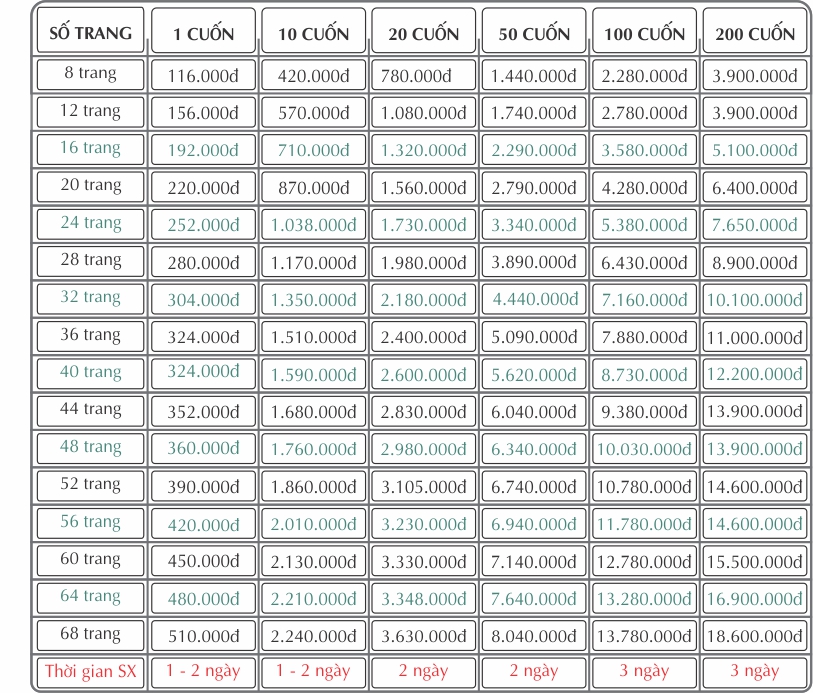 SỐ TRANG 1 CUỐN 10 CUỐN 20 CUỐN 50 CUỐN 100 CUỐN 200 CUỐN
8 trang 116.000đ 420.000đ 780.000đ 1.440.000đ 2.280.000đ 3.900.000đ
12 trang 156.000đ 570.000đ 1.080.000đ 1.740.000đ 2.780.000đ 3.900.000đ
16 trang 192.000đ 710.000đ 1.320.000đ 2.290.000đ 3.580.000đ 5.100.000đ
20 trang 220.000đ 870.000đ 1.560.000đ 2.790.000đ 4.280.000đ 6.400.000đ
24 trang 252.000đ 1.038.000đ 1.730.000đ 3.340.000đ 5.380.000đ 7.650.000đ
28 trang 280.000đ 1.170.000đ 1.980.000đ 3.890.000đ 6.430.000đ 8.900.000đ
32 trang 304.000đ 1.350.000đ 2.180.000đ 4.440.000đ 7.160.000đ 10.100.000đ
36 trang 324.000đ 1.510.000đ 2.400.000đ 5.090.000đ 7.880.000đ 11.000.000đ
40 trang 324.000đ 1.590.000đ 2.600.000đ 5.620.000đ 8.730.000đ 12.200.000đ
44 trang 352.000đ 1.680.000đ 2.830.000đ 6.040.000đ 9.380.000đ 13.900.000đ
48 trang 360.000đ 1.760.000đ 2.980.000đ 6.340.000đ 10.030.000đ 13.900.000đ
52 trang 390.000đ 1.860.000đ 3.105.000đ 6.740.000đ 10.780.000đ 14.600.000đ
56 trang 420.000đ 2.010.000đ 3.230.000đ 6.940.000đ 11.780.000đ 14.600.000đ
60 trang 450.000đ 2.130.000đ 3.330.000đ 7.140.000đ 12.780.000đ 15.500.000đ
64 trang 480.000đ 2.210.000đ 3.348.000đ 7.640.000đ 13.280.000đ 16.900.000đ
68 trang 510.000đ 2.240.000đ 3.630.000đ 8.040.000đ 13.780.000đ 18.600.000đ
Thời gian SX 1 - 2 ngày 1 - 2 ngày 2 ngày 2 ngày 3 ngày 3 ngày